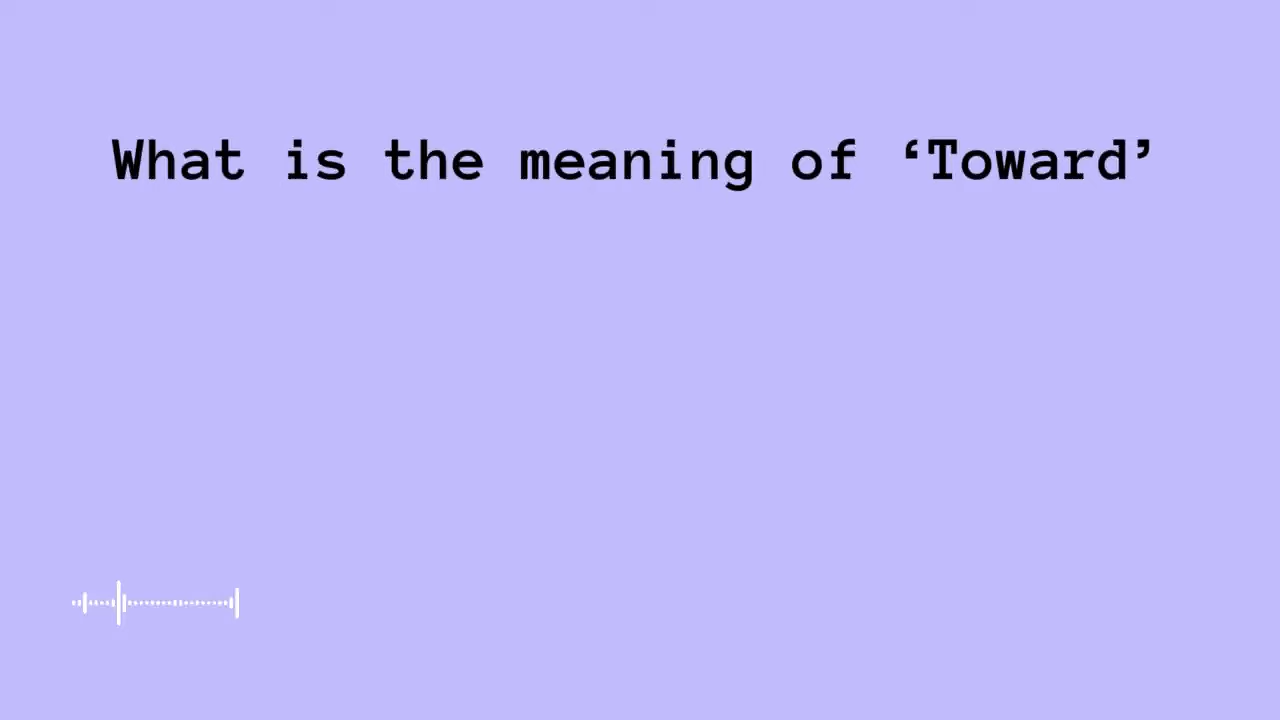 What is the meaning of ‘Toward’